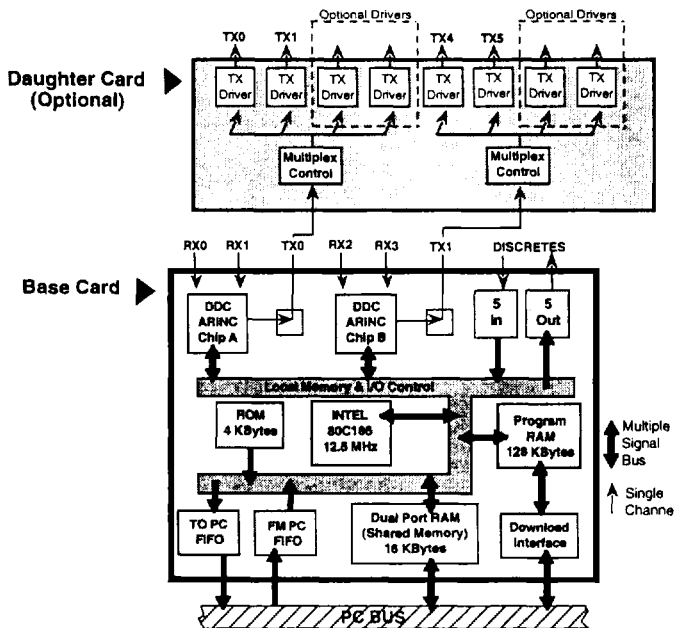 Optional Drivers
Optional Drivers
TX0
TX1
TX4
TX5
Daughter Card
(Optional)
TX
Driver
TX
Driver
TX
Driver
TX
Driver
TX
Driver
TX
Driver
TX
Driver
TX
Driver
Multiplex
Control
Multiplex
Control
RX0
RX1
TX0
RX2
RX3
TX1
DISCRETES
Base Card
DDC
ARINC
Chip A
DDC
ARINC
Chip B
5
In
5
Out
Local Memory & I/O Control
ROM
4 KBytes
INTEL
80C186
12.5 MHz
Program
RAM
128 KBytes
Multiple
Signal
Bus
Single
Channe
TO PC
FIFO
FM PC
FIFO
Dual Port RAM
(Shared Memory)
16 KBytes
Download
Interface
PC BUS